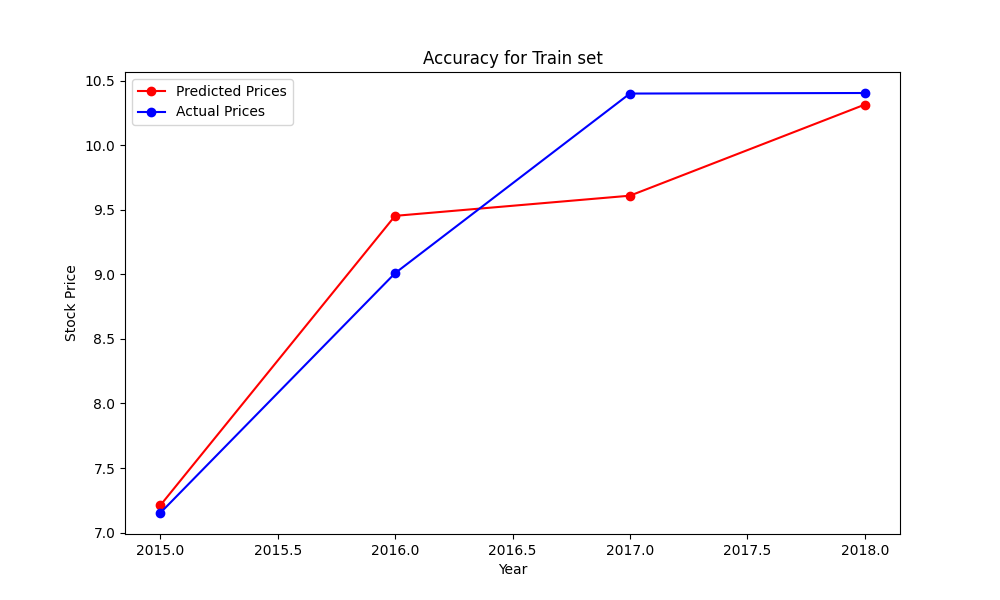 Accuracy for Train set
Predicted Prices
Actual Prices
10.5
10.0
9.5
9.0
8.5
8.0
7.5
7.0
Stock Price
2015.0 2015.5 2016.0 2016.5 2017.0 2017.5 2018.0
Year